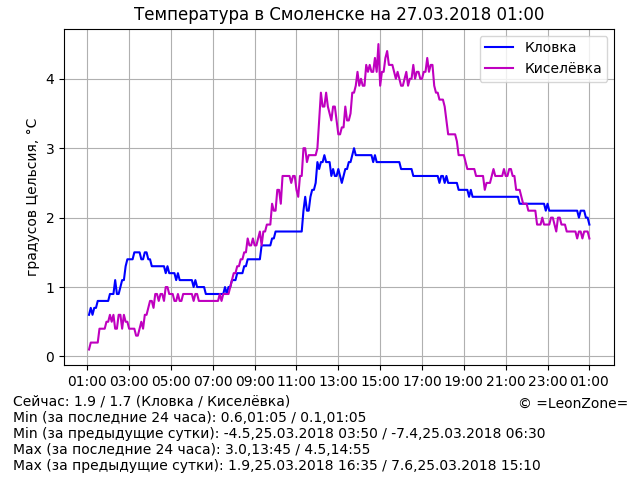 Температура в Смоленске на 27.03.2018 01:00
Кловка
Киселёвка
градусов Цельсия, °C
4
3
2
1
0
01:00 03:00 05:00 07:00 09:00 11:00 13:00 15:00 17:00 19:00 21:00 23:00 01:00
Сейчас: 1.9 / 1.7 (Кловка / Киселёвка)
© =LeonZone=
Min (за последние 24 часа): 0.6,01:05 / 0.1,01:05
Min (за предыдущие сутки): -4.5,25.03.2018 03:50 / -7.4,25.03.2018 06:30
Max (за последние 24 часа): 3.0,13:45 / 4.5,14:55
Max (за предыдущие сутки): 1.9,25.03.2018 16:35 / 7.6,25.03.2018 15:10